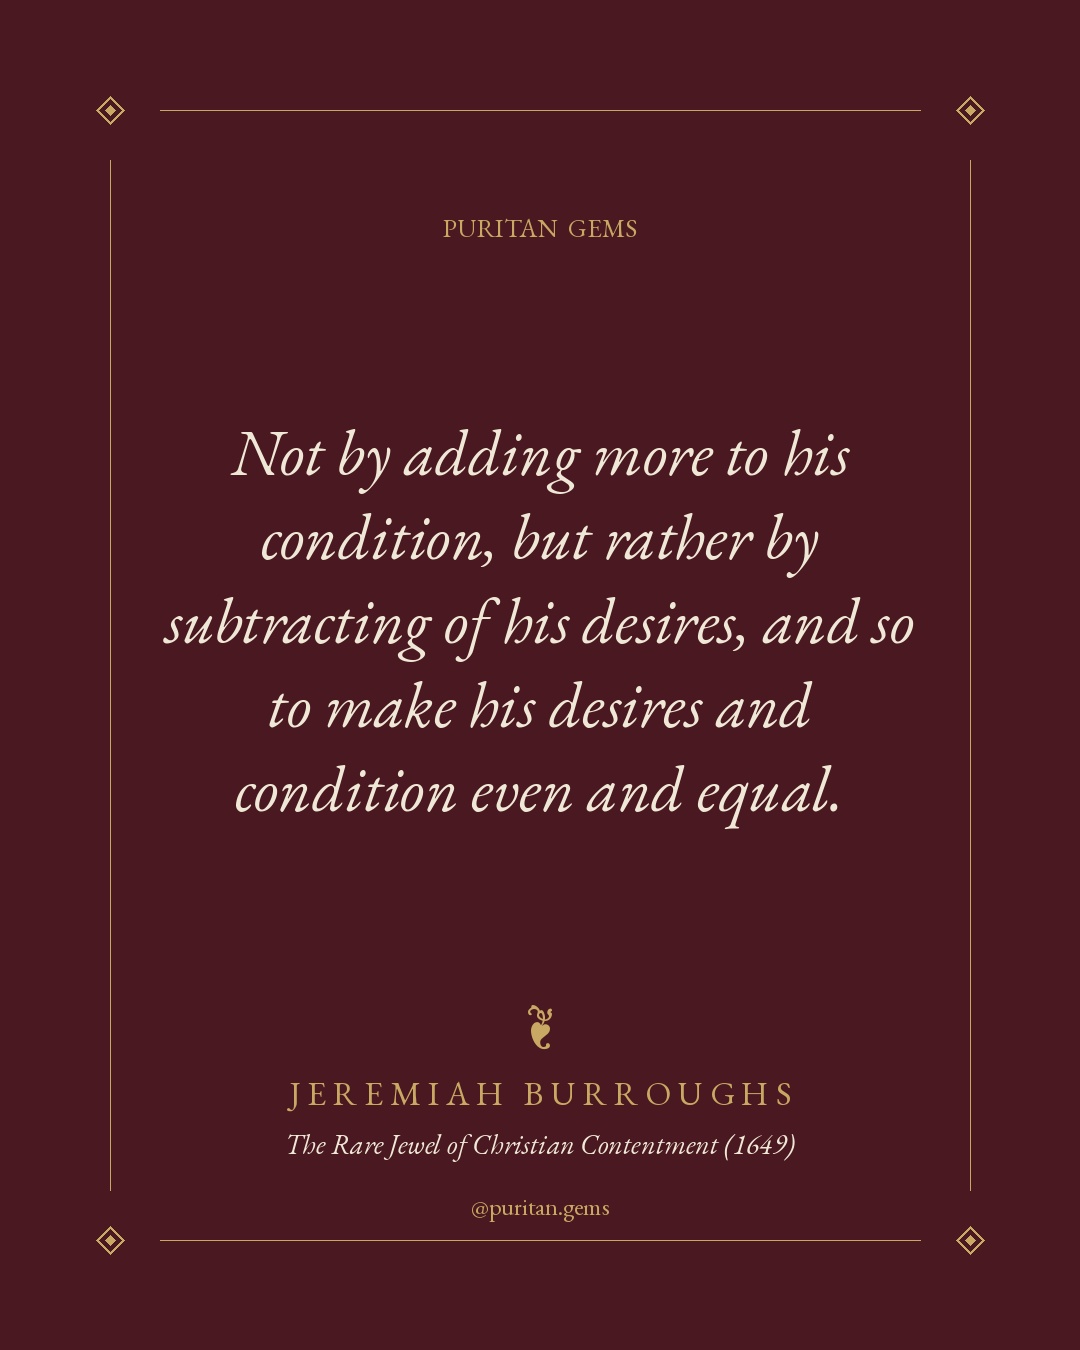 PURITAN GEMS
Not by adding more to his
condition, but rather by
subtracting of his desires, and so
to make his desires and
condition even and equal.
JEREMIAH BURROUGHS
The Rare Jewel of Christian Contentment (1649)
@puritan.gems